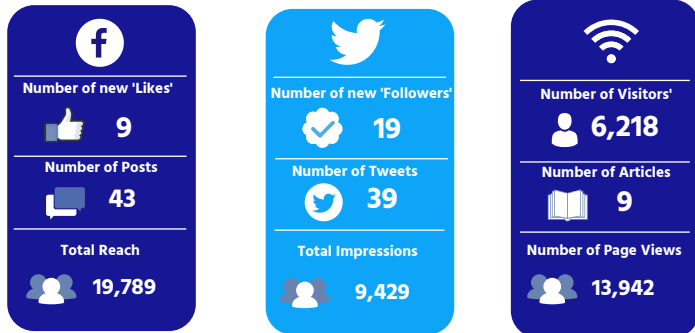 f
Number of new 'Likes'
9
Number of Posts
43
Total Reach
19,789
Number of new 'Followers'
19
Number of Tweets
39
Total Impressions
9,429
Number of Visitors'
6,218
Number of Articles
9
Number of Page Views
13,942